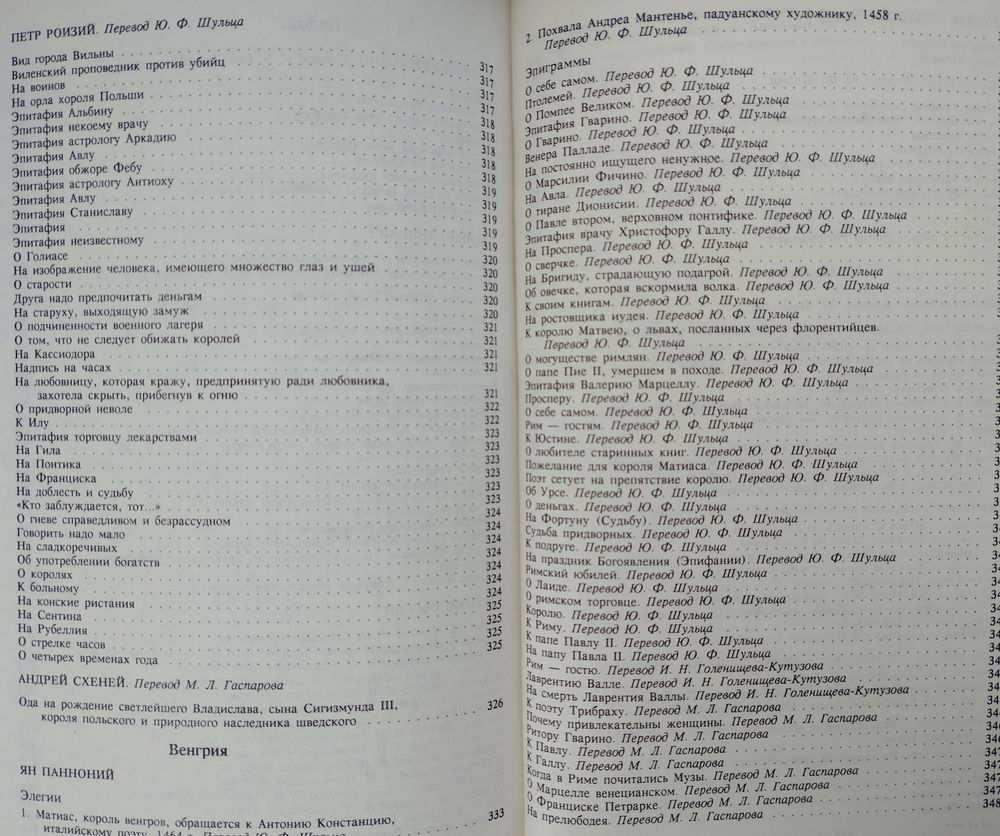 ПЕТР РОИЗИЙ. Перевод Ю. Ф. Шульца
Вид города Вильны 317
Виленский проповедник против убийц 317
На воинов 317
На орла короля Польши 317
Эпитафия Альбину 318
Эпитафия некоему врачу 318
Эпитафия астрологу Аркадию 318
Эпитафия Авлу 318
Эпитафия обжоре Фебу 318
Эпитафия астрологу Антиоху 319
Эпитафия Авлу 319
Эпитафия Станиславу 319
Эпитафия 319
Эпитафия неизвестному 319
О Голиасе 320
На изображение человека, имеющего множество глаз и ушей 320
О старости 320
Друга надо предпочитать деньгам 320
На старуху, выходящую замуж 320
О подчиненности военного лагеря 321
О том, что не следует обижать королей 321
На Кассиодора 321
Надпись на часах 321
На любовницу, которая кражу, предпринятую ради любовника,
захотела скрыть, прибегнув к огню 321
О придворной неволе 322
К Илу 322
Эпитафия торговцу лекарствами 323
На Гила 323
На Понтика 323
На Франциска 323
На доблесть и судьбу 323
«Кто заблуждается, тот...» 323
О гневе справедливом и безрассудном 324
Говорить надо мало 324
На сладкоречивых 324
Об употреблении богатств 324
О королях 324
К больному 324
На конские ристания 324
На Сентина 325
На Рубеллия 325
О стрелке часов 325
О четырех временах года 325
АНДРЕЙ СХЕНЕЙ. Перевод М. Л. Гаспарова
Ода на рождение светлейшего Владислава, сына Сигизмунда III,
короля польского и природного наследника шведского 326
Венгрия
ЯН ПАННОНИЙ
Элегии
1. Матиас, король венгров, обращается к Антонию Константию,
италийскому поэту, 1464 г. Перевод Ю. Ф. Шульца 333
2. Похвала Андреа Мантенье, падуанскому художнику, 1458 г.
Перевод Ю. Ф. Шульца
Эпиграммы
О себе самом. Перевод Ю. Ф. Шульца
Птолемей. Перевод Ю. Ф. Шульца
О Помпее Великом. Перевод Ю. Ф. Шульца
Эпитафия Гварино. Перевод Ю. Ф. Шульца
О Гварино. Перевод Ю. Ф. Шульца
Венера Палладе. Перевод Ю. Ф. Шульца
На постоянно ищущего ненужное. Перевод Ю. Ф. Шульца
О Марсилии Фичино. Перевод Ю. Ф. Шульца
На Авла. Перевод Ю. Ф. Шульца
О тиране Дионисии. Перевод Ю. Ф. Шульца
О Павле втором, верховном понтифике. Перевод Ю. Ф. Шульца
Эпитафия врачу Христофору Галлу. Перевод Ю. Ф. Шульца
На Проспера. Перевод Ю. Ф. Шульца
О сверчке. Перевод Ю. Ф. Шульца
На Бригиду, страдающую подагрой. Перевод Ю. Ф. Шульца
Об овечке, которая вскормила волка. Перевод Ю. Ф. Шульца
К своим книгам. Перевод Ю. Ф. Шульца
На ростовщика иудея. Перевод Ю. Ф. Шульца
К королю Матвею, о львах, посланных через флорентийцев.
Перевод Ю. Ф. Шульца
О могуществе римлян. Перевод Ю. Ф. Шульца
О папе Пие II, умершем в походе. Перевод Ю. Ф. Шульца
Эпитафия Валерию Марцеллу. Перевод Ю. Ф. Шульца
Просперу. Перевод Ю. Ф. Шульца
О себе самом. Перевод Ю. Ф. Шульца
Рим — гостям. Перевод Ю. Ф. Шульца
К Юстине. Перевод Ю. Ф. Шульца
О любителе старинных книг. Перевод Ю. Ф. Шульца
Пожелание для короля Матиаса. Перевод Ю. Ф. Шульца
Поэт сетует на препятствие королю. Перевод Ю. Ф. Шульца
Об Урсе. Перевод Ю. Ф. Шульца
О деньгах. Перевод Ю. Ф. Шульца
На Фортуну (Судьбу). Перевод Ю. Ф. Шульца
Судьба придворных. Перевод Ю. Ф. Шульца
К подруге. Перевод Ю. Ф. Шульца
На праздник Богоявления (Эпифании). Перевод Ю. Ф. Шульца
Римский юбилей. Перевод Ю. Ф. Шульца
О Лаиде. Перевод Ю. Ф. Шульца
О римском торговце. Перевод Ю. Ф. Шульца
Королю. Перевод Ю. Ф. Шульца
К Риму. Перевод Ю. Ф. Шульца
К папе Павлу II. Перевод Ю. Ф. Шульца
На папу Павла II. Перевод Ю. Ф. Шульца
Рим — гостю. Перевод И. Н. Голенищева-Кутузова
Лаврентию Валле. Перевод И. Н. Голенищева-Кутузова
На смерть Лаврентия Валлы. Перевод И. Н. Голенищева-Кутузова
К поэту Трибраху. Перевод М. Л. Гаспарова
Почему привлекательны женщины. Перевод М. Л. Гаспарова
Ритору Гварино. Перевод М. Л. Гаспарова 346
К Павлу. Перевод М. Л. Гаспарова 346
К Галлу. Перевод М. Л. Гаспарова 347
Когда в Риме почитались Музы. Перевод М. Л. Гаспарова 347
О Марцелле венецианском. Перевод М. Л. Гаспарова 347
О Франциске Петрарке. Перевод М. Л. Гаспарова 347
На прелюбодея. Перевод М. Л. Гаспарова 348